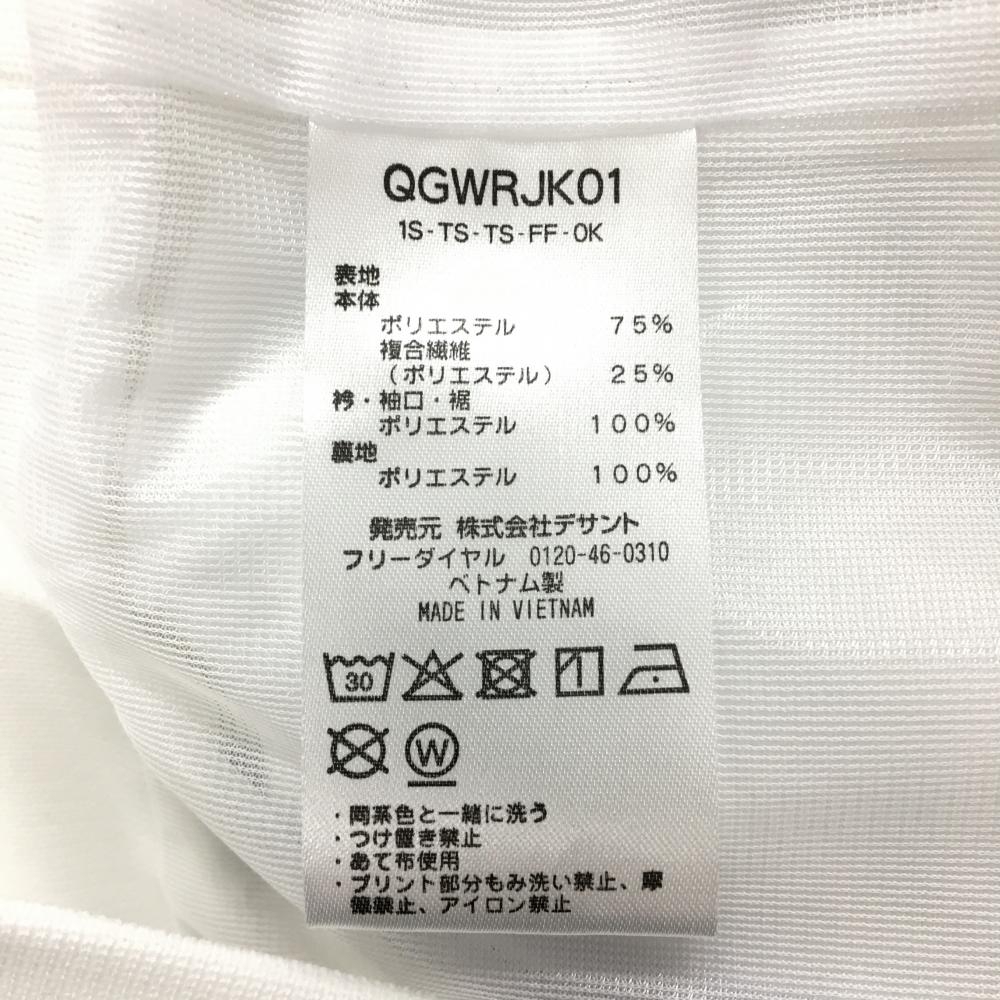 QGWRJK01
1S-TS-TS-FF-0K
表地
本体
ポリエステル 75%
複合繊維
(ポリエステル) 25%
衿・袖口・裾
ポリエステル 100%
裏地
ポリエステル 100%
発売元 株式会社デサント
フリーダイヤル 0120-46-0310
ベトナム製
MADE IN VIETNAM
30
W
・同系色と一緒に洗う
・つけ置き禁止
・あて布使用
・プリント部分もみ洗い禁止、摩
擦禁止、アイロン禁止